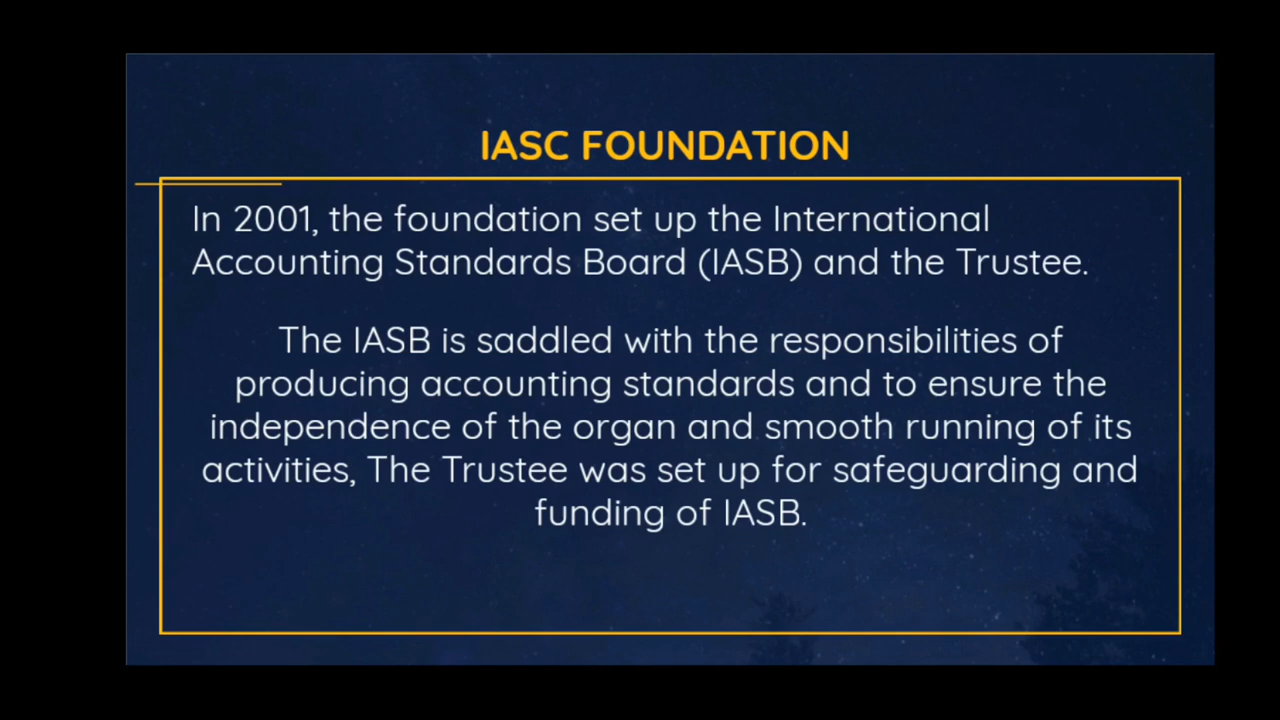 IASC FOUNDATION
In 2001, the foundation set up the International
Accounting Standards Board (IASB) and the Trustee.
The IASB is saddled with the responsibilities of
producing accounting standards and to ensure the
independence of the organ and smooth running of its
activities, The Trustee was set up for safeguarding and
funding of IASB.